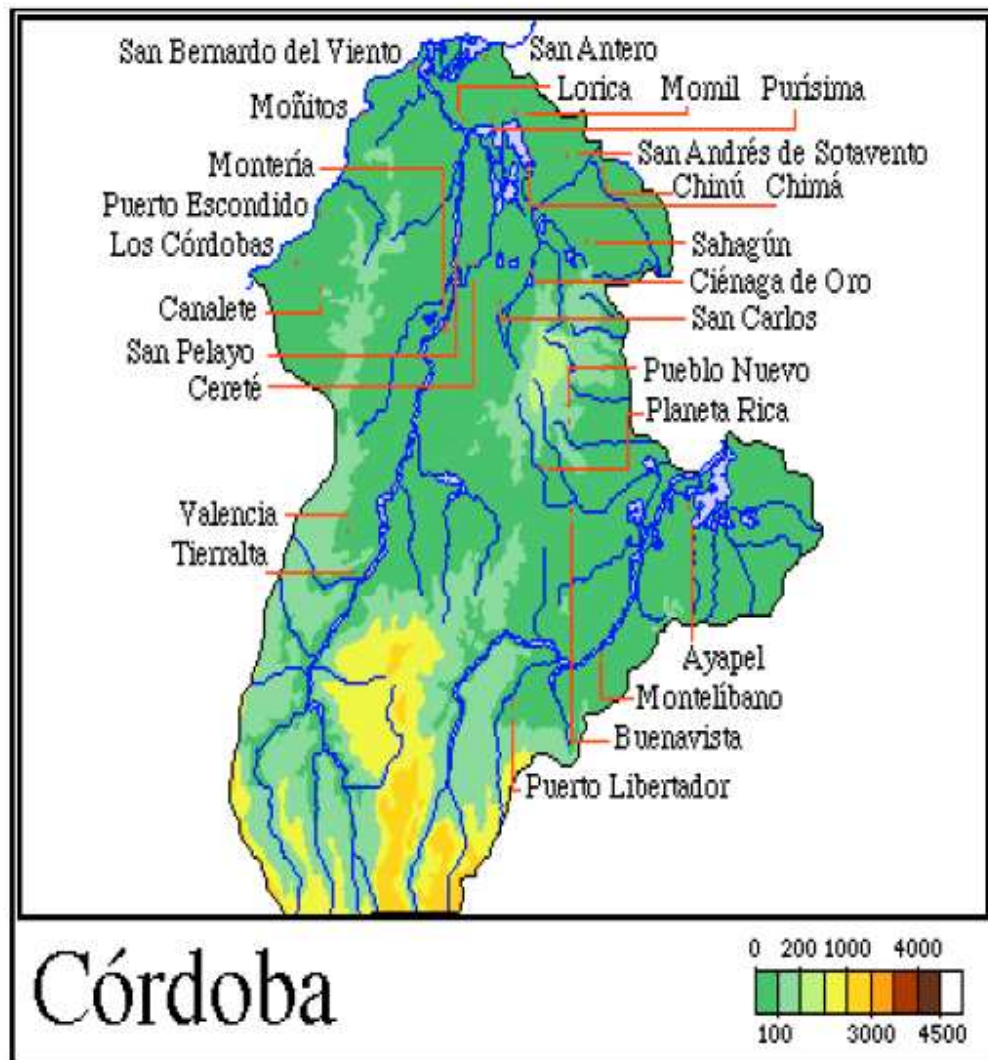 San Bernardo del Viento
San Antero
Lorica
Momil
Purísima
Moñitos
Montería
San Andrés de Sotavento
Chinú
Chimá
Puerto Escondido
Los Córdobas
Sahagún
Ciénaga de Oro
Canalete
San Carlos
San Pelayo
Cereté
Pueblo Nuevo
Planeta Rica
Valencia
Tierralta
Ayapel
Montelíbano
Buenavista
Puerto Libertador
Córdoba
0 200 1000 4000
100 3000 4500